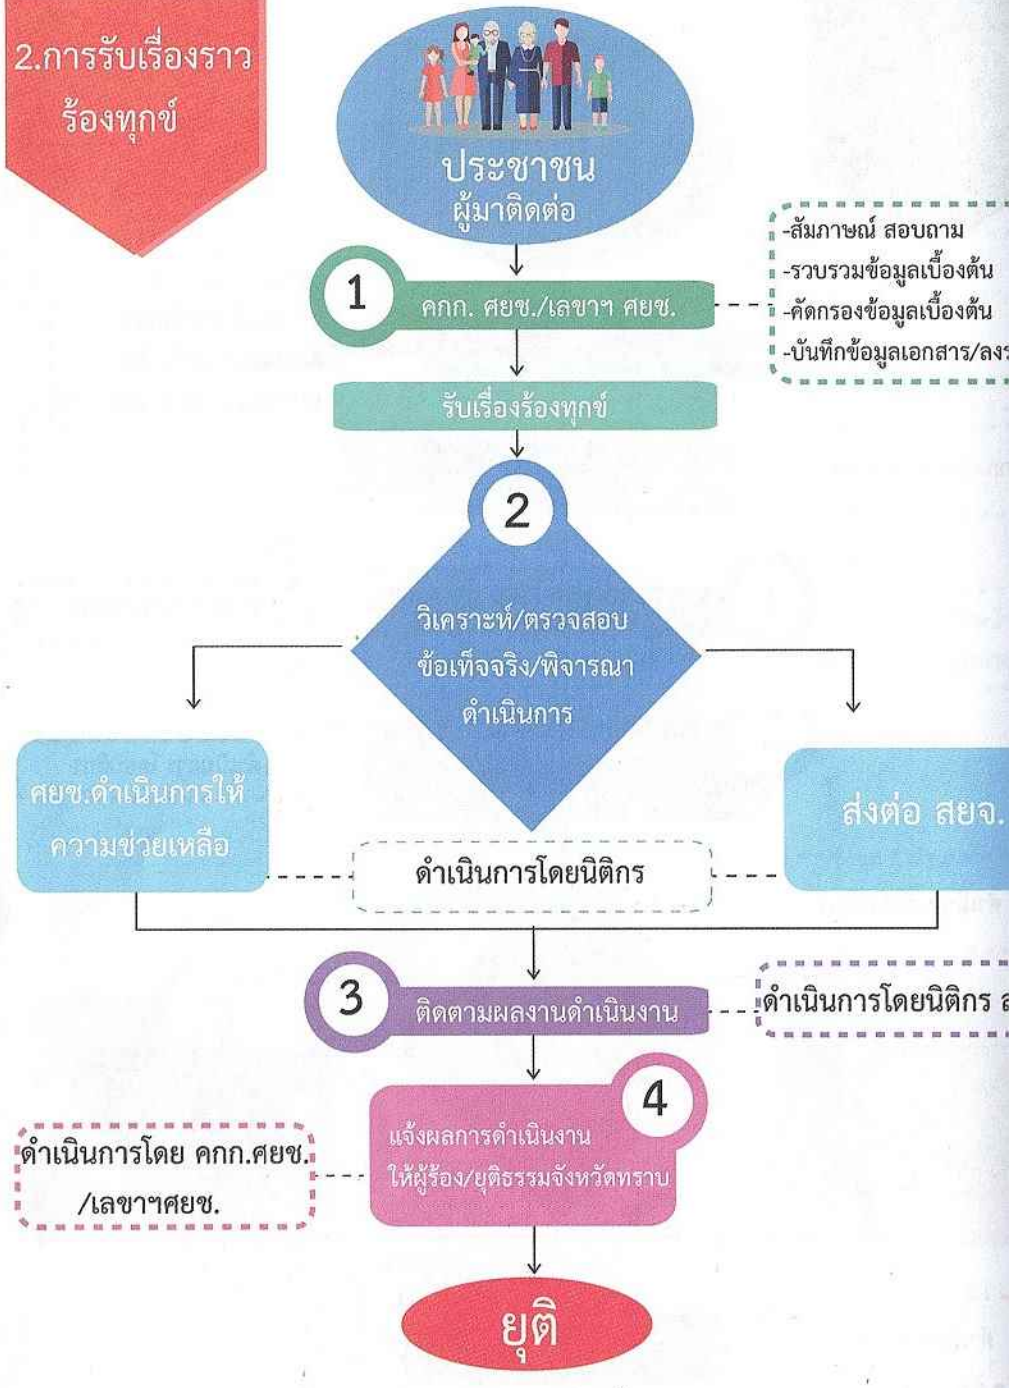 2.การรับเรื่องราว
ร้องทุกข์
ประชาชน
ผู้มาติดต่อ
1
คกก. ศยช./เลขาฯ ศยช.
-สัมภาษณ์ สอบถาม
-รวบรวมข้อมูลเบื้องต้น
-คัดกรองข้อมูลเบื้องต้น
-บันทึกข้อมูลเอกสาร/
รับเรื่องร้องทุกข์
2
วิเคราะห์/ตรวจสอบ
ข้อเท็จจริง/พิจารณา
ดำเนินการ
ศยช.ดำเนินการให้
ความช่วยเหลือ
ส่งต่อ สยจ.
ดำเนินการโดยนิติกร
3
ติดตามผลงานดำเนินงาน
ดำเนินการโดยนิติกร
4
แจ้งผลการดำเนินงาน
ให้ผู้ร้อง/ยุติธรรมจังหวัดทราบ
ดำเนินการโดย คกก.ศยช.
/เลขาฯศยช.
ยุติ